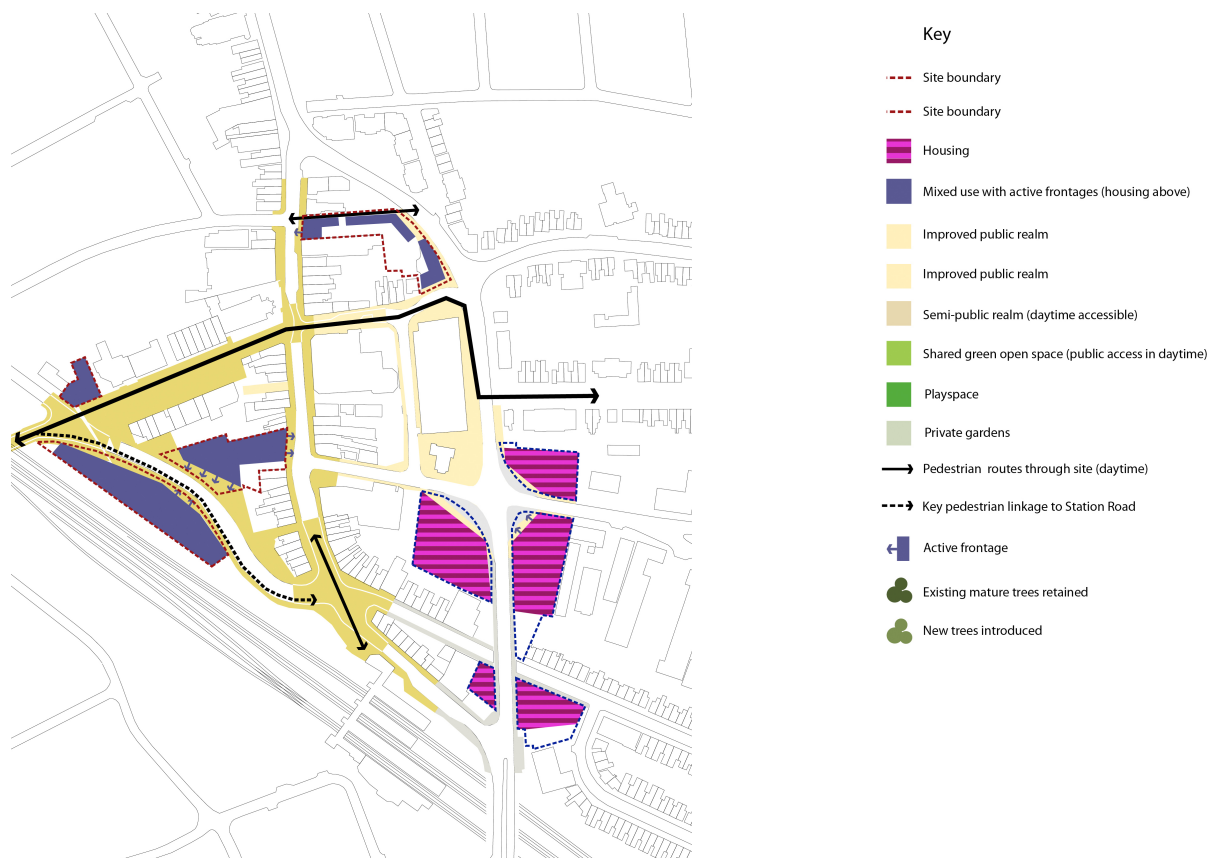 Key
Site boundary
Site boundary
Housing
Mixed use with active frontages (housing above)
Improved public realm
Improved public realm
Semi-public realm (daytime accessible)
Shared green open space (public access in daytime)
Playspace
Private gardens
Pedestrian routes through site (daytime)
Key pedestrian linkage to Station Road
Active frontage
Existing mature trees retained
New trees introduced